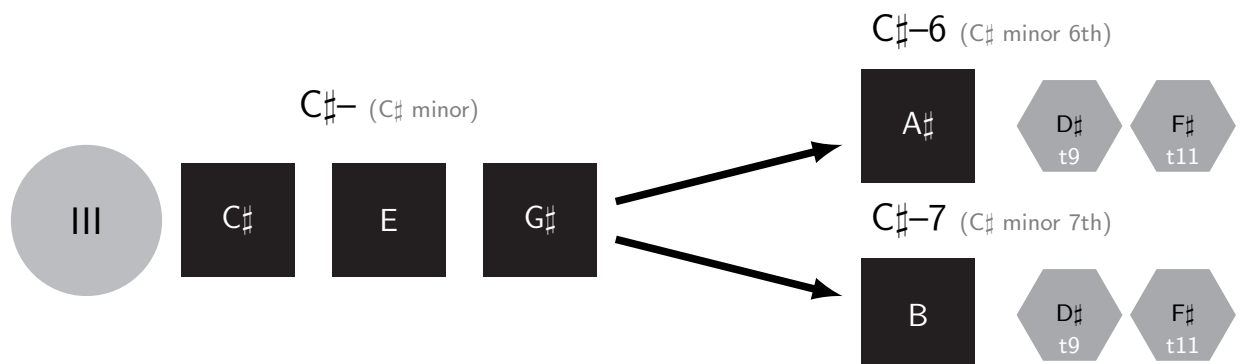 C♯–6 (C♯ minor 6th)
C♯– (C♯ minor)
A♯
D♯
t9
F♯
t11
III
C♯
E
G♯
C♯–7 (C♯ minor 7th)
B
D♯
t9
F♯
t11